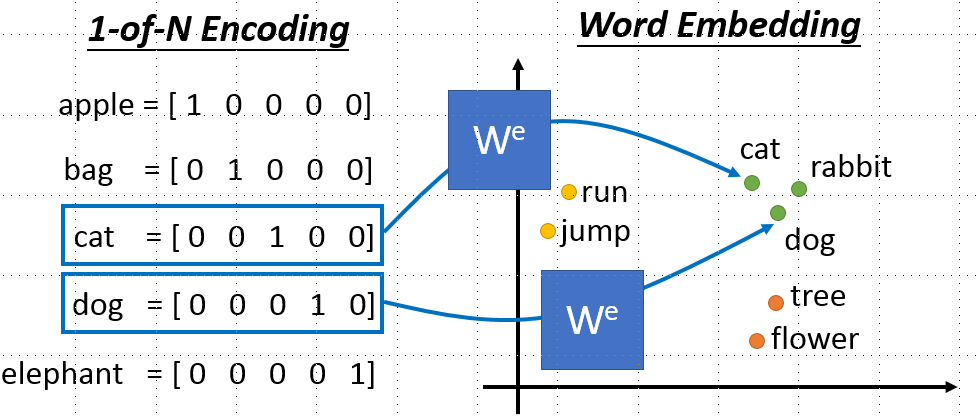 1-of-N Encoding
apple = [ 1 0 0 0 0]
bag = [ 0 1 0 0 0]
cat = [ 0 0 1 0 0]
dog = [ 0 0 0 1 0]
elephant = [ 0 0 0 0 1]
Word Embedding
Wᵉ
cat
rabbit
run
jump
dog
Wᵉ
tree
flower